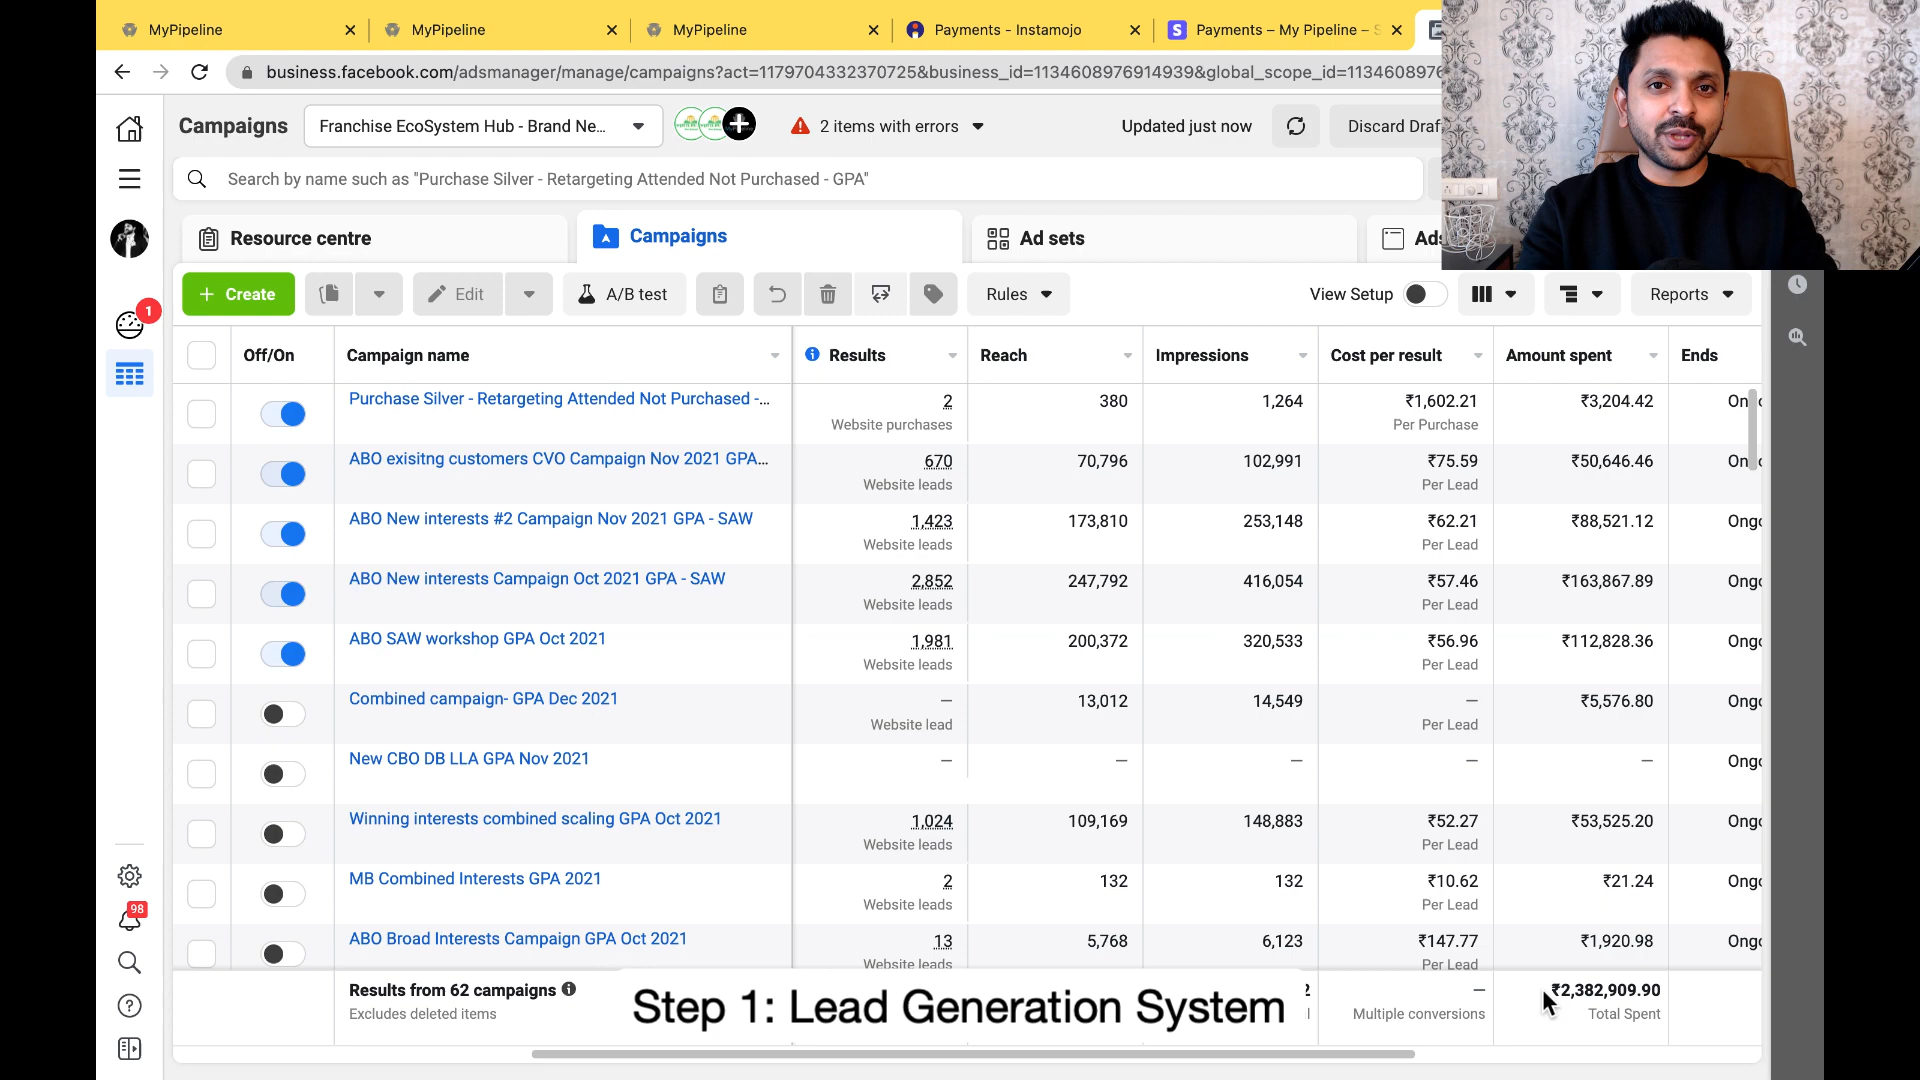 MyPipeline
MyPipeline
MyPipeline
Payments - Instamojo
Payments – My Pipeline – S
business.facebook.com/adsmanager/manage/campaigns?act=1179704332370725&business_id=1134608976914939&global_scope_id=1134608976
Campaigns
Franchise EcoSystem Hub - Brand Ne...
2 items with errors
Updated just now
Discard Draf
Search by name such as "Purchase Silver - Retargeting Attended Not Purchased - GPA"
Resource centre
Campaigns
Ad sets
Ads
Create
Edit
A/B test
Rules
View Setup
Reports
1
Off/On
Campaign name
Results
Reach
Impressions
Cost per result
Amount spent
Ends
Purchase Silver - Retargeting Attended Not Purchased -...
2
380
1,264
₹1,602.21
₹3,204.42
Website purchases
Per Purchase
ABO exisitng customers CVO Campaign Nov 2021 GPA...
670
70,796
102,991
₹75.59
₹50,646.46
Website leads
Per Lead
ABO New interests #2 Campaign Nov 2021 GPA - SAW
1,423
173,810
253,148
₹62.21
₹88,521.12
Ongo
Website leads
Per Lead
ABO New interests Campaign Oct 2021 GPA - SAW
2,852
247,792
416,054
₹57.46
₹163,867.89
Ongo
Website leads
Per Lead
ABO SAW workshop GPA Oct 2021
1,981
200,372
320,533
₹56.96
₹112,828.36
Ongo
Website leads
Per Lead
Combined campaign- GPA Dec 2021
—
13,012
14,549
—
₹5,576.80
Ongo
Website lead
Per Lead
New CBO DB LLA GPA Nov 2021
—
—
—
—
—
Ongo
Winning interests combined scaling GPA Oct 2021
1,024
109,169
148,883
₹52.27
₹53,525.20
Ongo
Website leads
Per Lead
MB Combined Interests GPA 2021
2
132
132
₹10.62
₹21.24
Ongo
Website leads
Per Lead
ABO Broad Interests Campaign GPA Oct 2021
13
5,768
6,123
₹147.77
₹1,920.98
Ongo
Website leads
Per Lead
98
Results from 62 campaigns
—
₹2,382,909.90
Excludes deleted items
Multiple conversions
Total Spent
Step 1: Lead Generation System